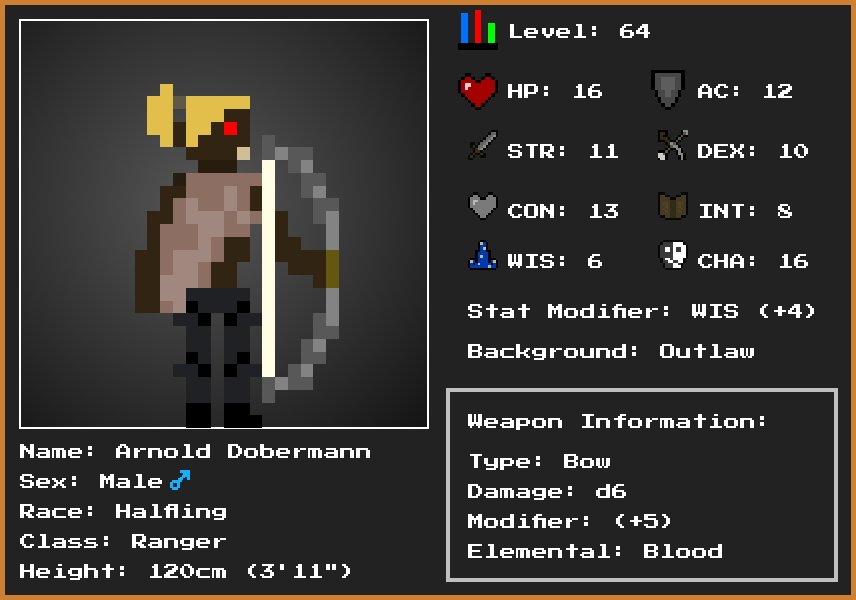 Level: 64
HP: 16 AC: 12
STR: 11 DEX: 10
CON: 13 INT: 8
WIS: 6 CHA: 16
Stat Modifier: WIS (+4)
Background: Outlaw
Weapon Information:
Type: Bow
Damage: d6
Modifier: (+5)
Elemental: Blood
Name: Arnold Dobermann
Sex: Male ♂
Race: Halfling
Class: Ranger
Height: 120cm (3'11")